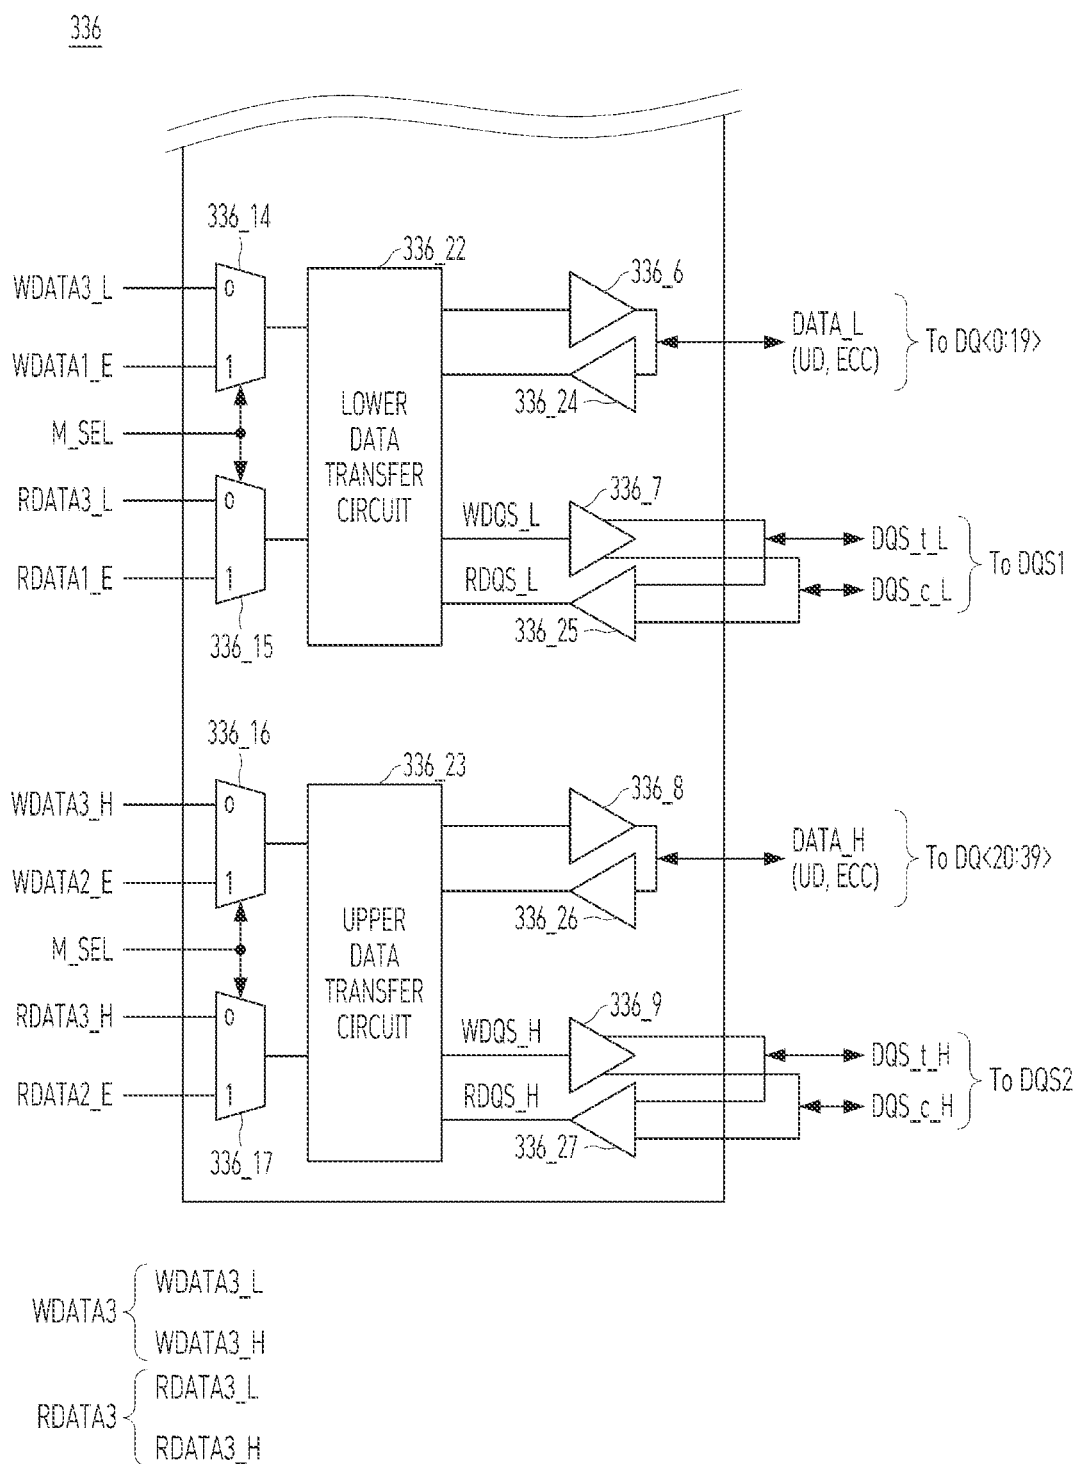 336
336_14
336_22
336_6
WDATA3_L
0
WDATA1_E
1
DATA_L
(UD, ECC)
To DQ<0:19>
336_24
M_SEL
LOWER
DATA
TRANSFER
CIRCUIT
RDATA3_L
0
RDATA1_E
1
336_15
336_7
WDQS_L
RDQS_L
336_25
DQS_t_L
DQS_c_L
To DQS1
336_16
336_23
336_8
WDATA3_H
0
WDATA2_E
1
DATA_H
(UD, ECC)
To DQ<20:39>
336_26
M_SEL
UPPER
DATA
TRANSFER
CIRCUIT
RDATA3_H
0
RDATA2_E
1
336_17
336_9
WDQS_H
RDQS_H
336_27
DQS_t_H
DQS_c_H
To DQS2
WDATA3
WDATA3_L
WDATA3_H
RDATA3
RDATA3_L
RDATA3_H